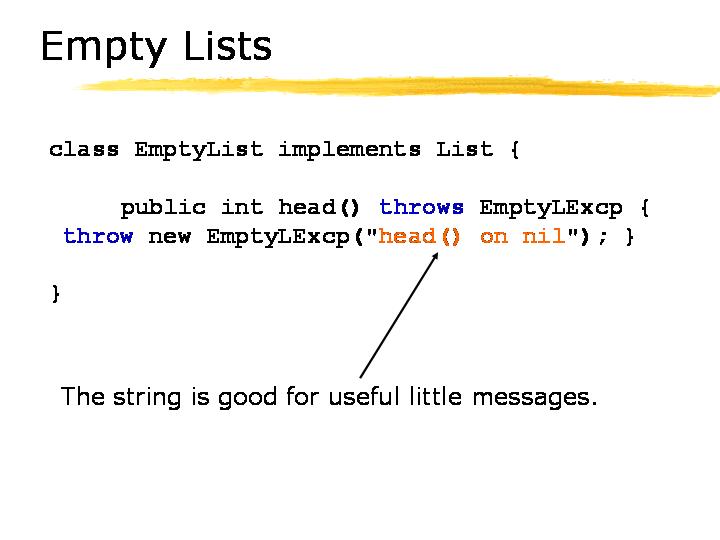 Empty Lists
class EmptyList implements List {
public int head() throws EmptyLExcp {
throw new EmptyLExcp("head() on nil"); }
}
The string is good for useful little messages.